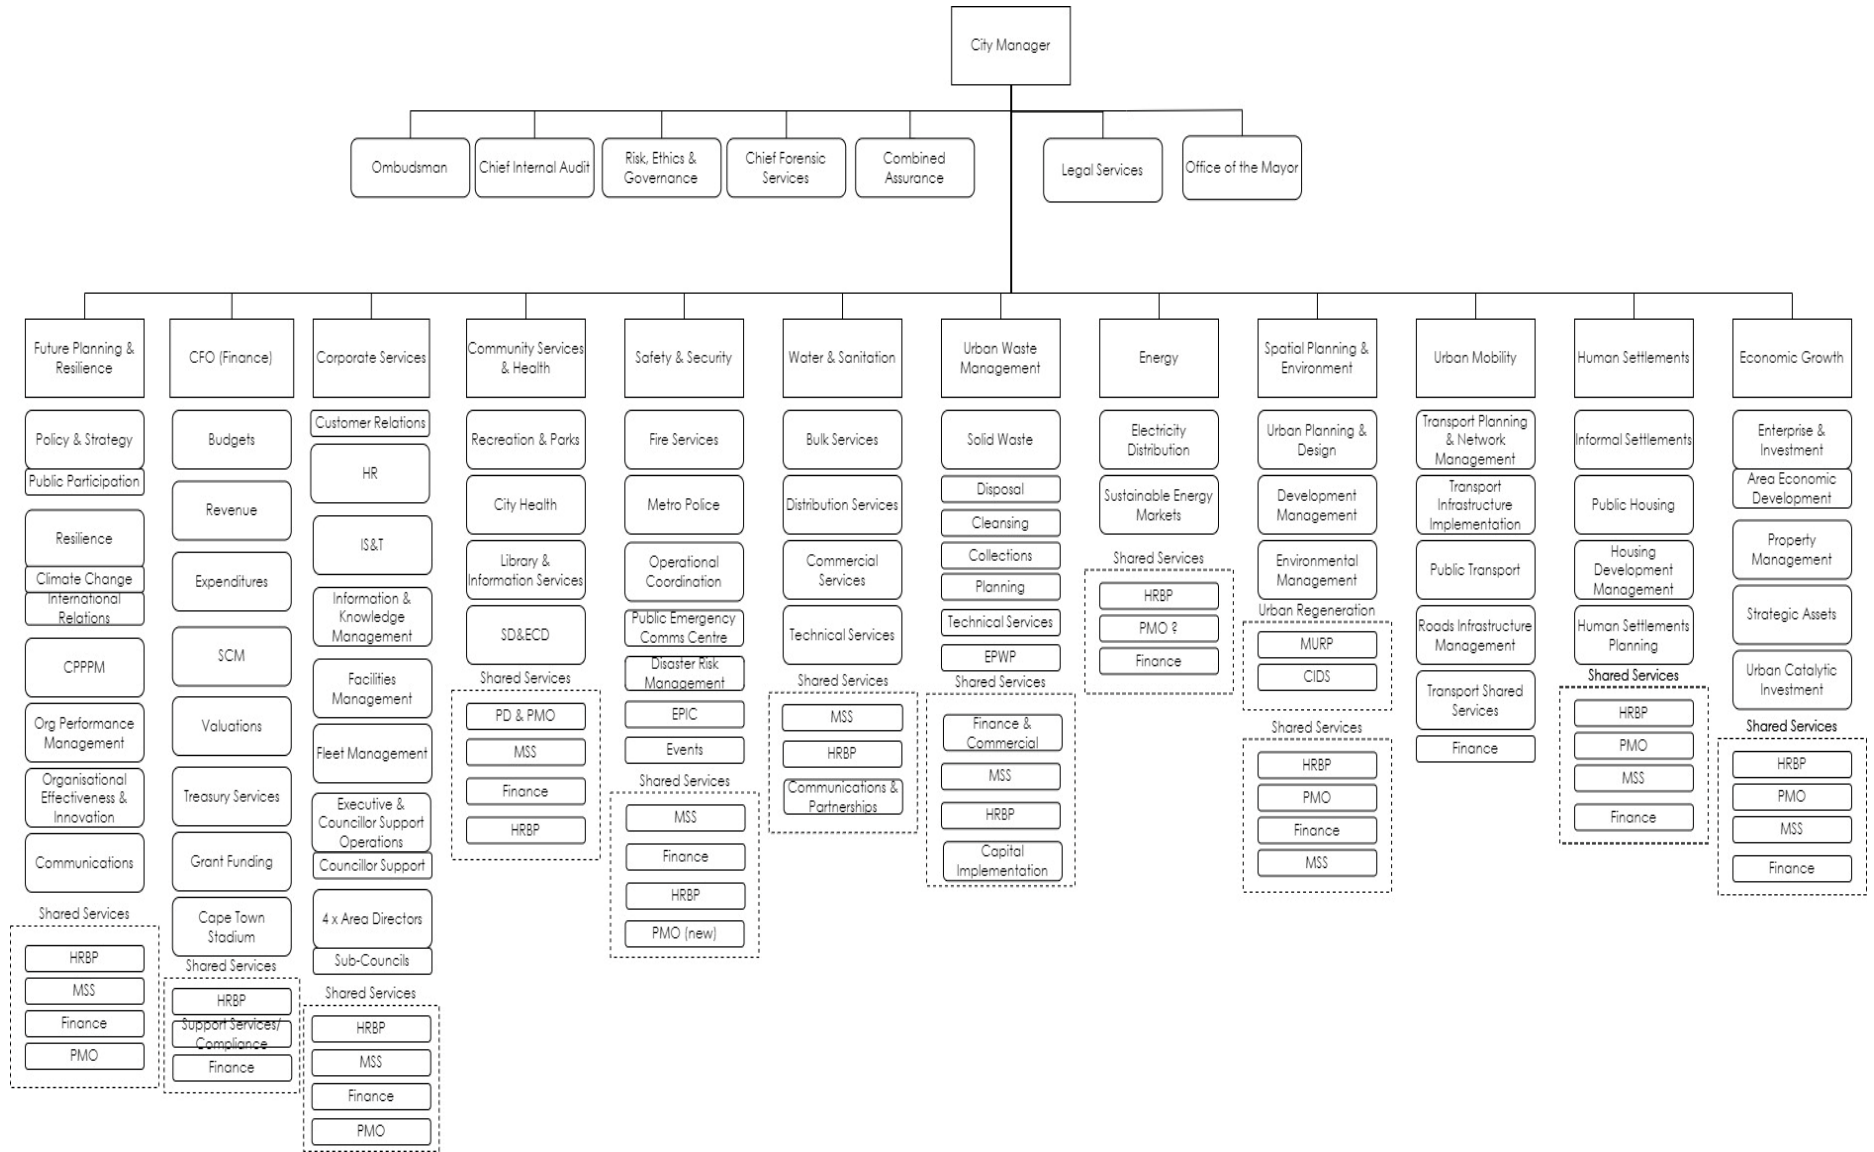 City Manager
Ombudsman
Chief Internal Audit
Risk, Ethics &
Governance
Chief Forensic
Services
Combined
Assurance
Legal Services
Office of the Mayor
Future Planning &
Resilience
Policy & Strategy
Public Participation
Resilience
Climate Change
International
Relations
CPPPM
Org Performance
Management
Organisational
Effectiveness &
Innovation
Communications
Shared Services
HRBP
MSS
Finance
PMO
CFO (Finance)
Budgets
Revenue
Expenditures
SCM
Valuations
Treasury Services
Grant Funding
Cape Town
Stadium
Shared Services
HRBP
Support Services/
Compliance
Finance
Corporate Services
Customer Relations
HR
IS&T
Information &
Knowledge
Management
Facilities
Management
Fleet Management
Executive &
Councillor Support
Operations
Councillor Support
4 x Area Directors
Sub-Councils
Shared Services
HRBP
MSS
Finance
PMO
Community Services
& Health
Recreation & Parks
City Health
Library &
Information Services
SD&ECD
Shared Services
PD & PMO
MSS
Finance
HRBP
Safety & Security
Fire Services
Metro Police
Operational
Coordination
Public Emergency
Comms Centre
Disaster Risk
Management
EPIC
Events
Shared Services
MSS
Finance
HRBP
PMO (new)
Water & Sanitation
Bulk Services
Distribution Services
Commercial
Services
Technical Services
Shared Services
MSS
HRBP
Communications &
Partnerships
Urban Waste
Management
Solid Waste
Disposal
Cleansing
Collections
Planning
Technical Services
EPWP
Shared Services
Finance &
Commercial
MSS
HRBP
Capital
Implementation
Energy
Electricity
Distribution
Sustainable Energy
Markets
Shared Services
HRBP
PMO ?
Finance
Spatial Planning &
Environment
Urban Planning &
Design
Development
Management
Environmental
Management
Urban Regeneration
MURP
CIDS
Shared Services
HRBP
PMO
Finance
MSS
Urban Mobility
Transport Planning
& Network
Management
Transport
Infrastructure
Implementation
Public Transport
Roads Infrastructure
Management
Transport Shared
Services
Finance
Human Settlements
Informal Settlements
Public Housing
Housing
Development
Management
Human Settlements
Planning
Shared Services
HRBP
PMO
MSS
Finance
Economic Growth
Enterprise &
Investment
Area Economic
Development
Property
Management
Strategic Assets
Urban Catalytic
Investment
Shared Services
HRBP
PMO
MSS
Finance